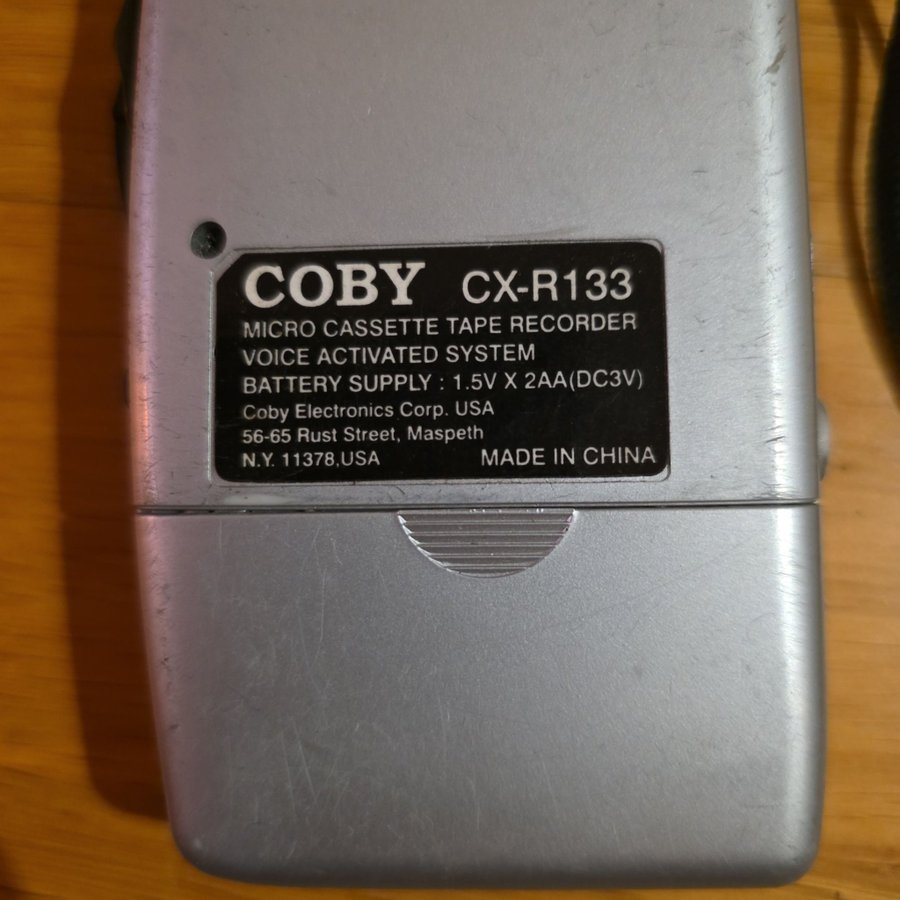 COBY CX-R133
MICRO CASSETTE TAPE RECORDER
VOICE ACTIVATED SYSTEM
BATTERY SUPPLY : 1.5V X 2AA(DC3V)
Coby Electronics Corp. USA
56-65 Rust Street, Maspeth
N.Y. 11378,USA MADE IN CHINA